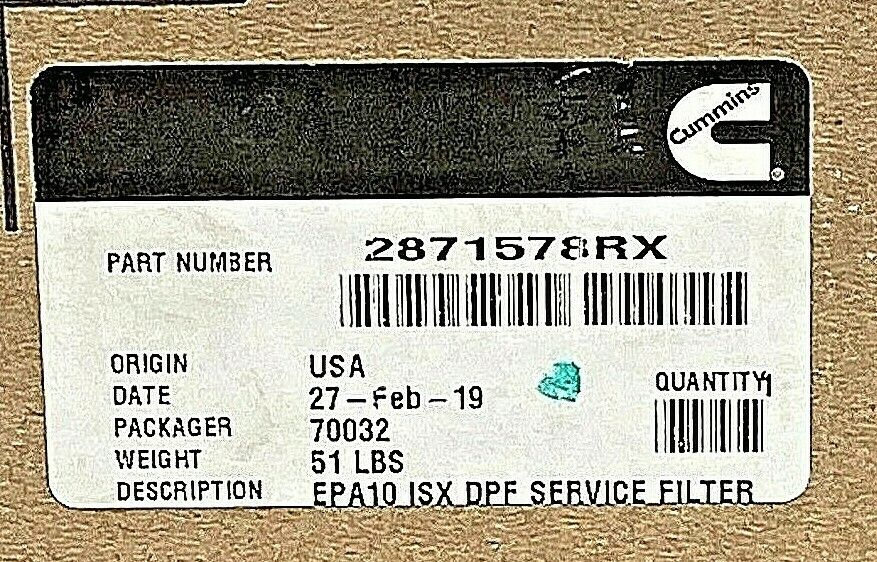 Cummins
®
PART NUMBER 2871578RX
ORIGIN USA
DATE 27-Feb-19
QUANTITY 1
PACKAGER 70032
WEIGHT 51 LBS
DESCRIPTION EPA10 ISX DPF SERVICE FILTER